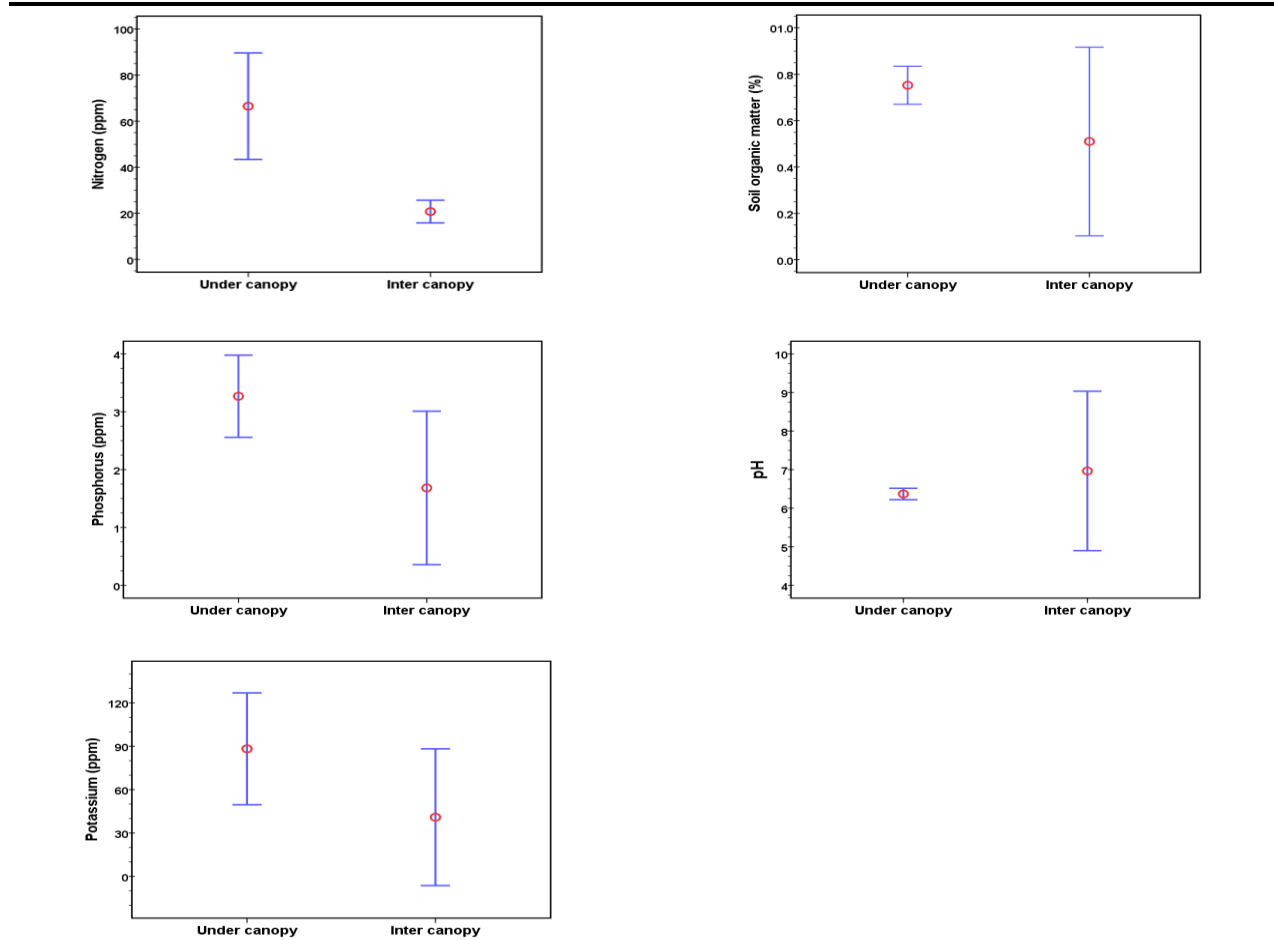 Nitrogen (ppm)
100
80
60
40
20
0
Under canopy Inter canopy
Soil organic matter (%)
01.0
0.8
0.6
0.4
0.2
0.0
Under canopy Inter canopy
Phosphorus (ppm)
4
3
2
1
0
Under canopy Inter canopy
pH
10
9
8
7
6
5
4
Under canopy Inter canopy
Potassium (ppm)
120
90
60
30
0
Under canopy Inter canopy